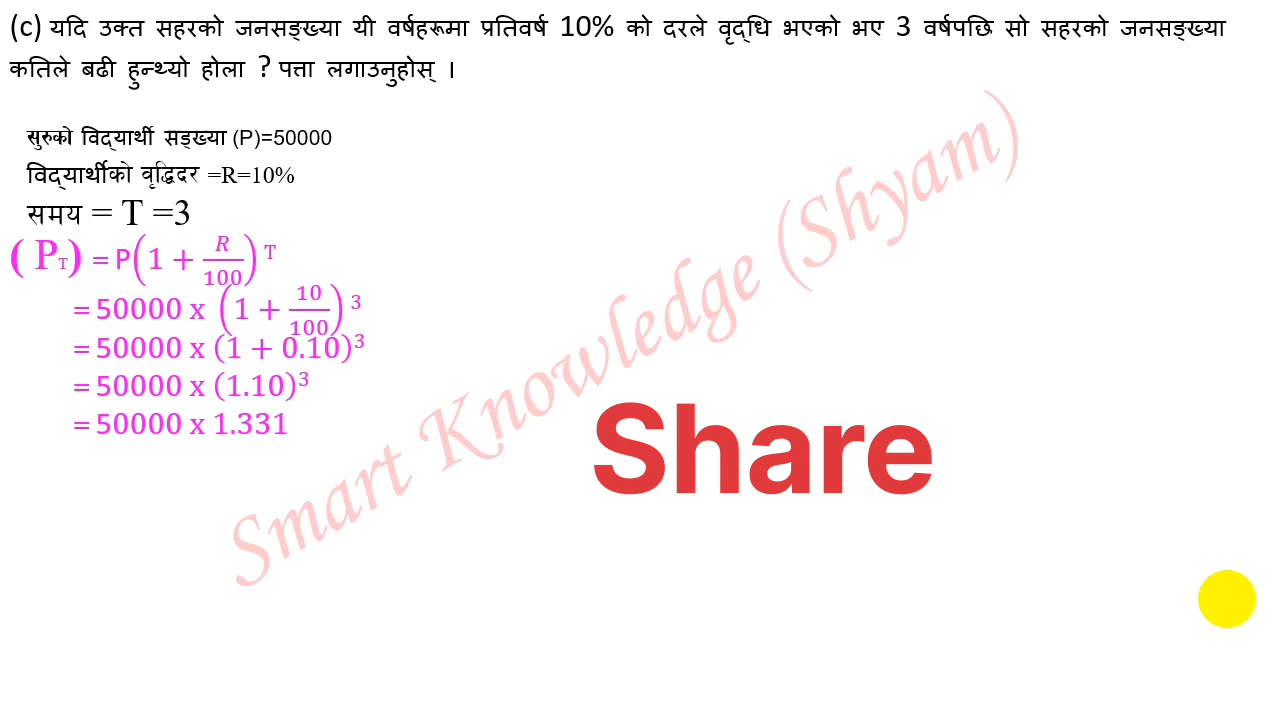 (c) यदि उक्त सहरको जनसङ्ख्या यी वर्षहरूमा प्रतिवर्ष 10% को दरले वृद्धि भएको भए 3 वर्षपछि सो सहरको जनसङ्ख्या
कतिले बढी हुन्थ्यो होला ? पत्ता लगाउनुहोस् ।
सुरुको विद्यार्थी सङ्ख्या (P)=50000
विद्यार्थीको वृद्धिदर =R=10%
समय = T =3
( P_T) = P(1 + R/100)^T
= 50000 x (1 + 10/100)^3
= 50000 x (1 + 0.10)^3
= 50000 x (1.10)^3
= 50000 x 1.331
Smart Knowledge (Shyam)
Share